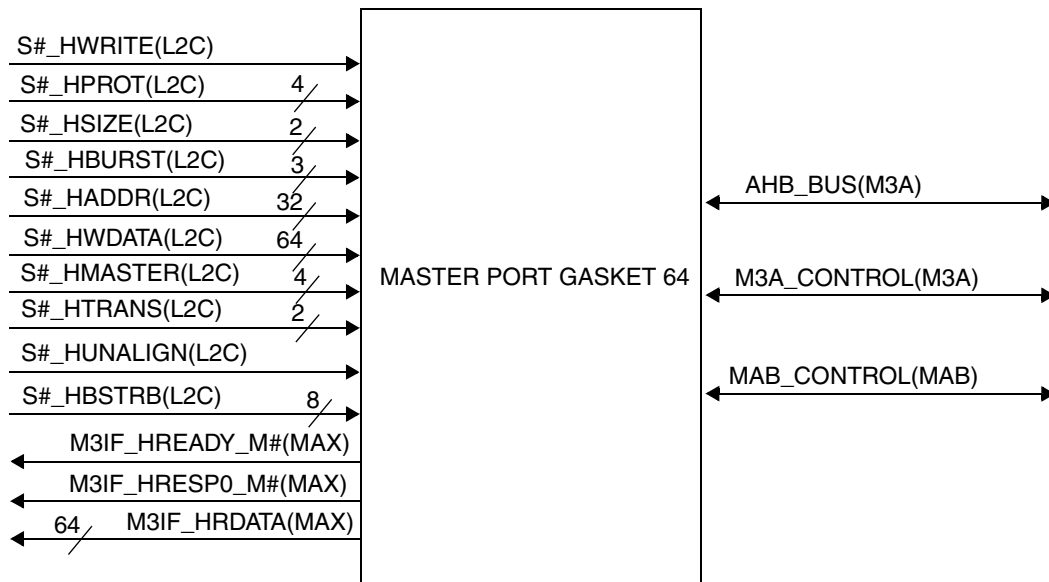 S#_HWRITE(L2C)
S#_HPROT(L2C) 4
S#_HSIZE(L2C) 2
S#_HBURST(L2C) 3
S#_HADDR(L2C) 32
S#_HWDATA(L2C) 64
S#_HMASTER(L2C) 4
S#_HTRANS(L2C) 2
S#_HUNALIGN(L2C)
S#_HBSTRB(L2C) 8
M3IF_HREADY_M#(MAX)
M3IF_HRESP0_M#(MAX)
64 M3IF_HRDATA(MAX)
MASTER PORT GASKET 64
AHB_BUS(M3A)
M3A_CONTROL(M3A)
MAB_CONTROL(MAB)